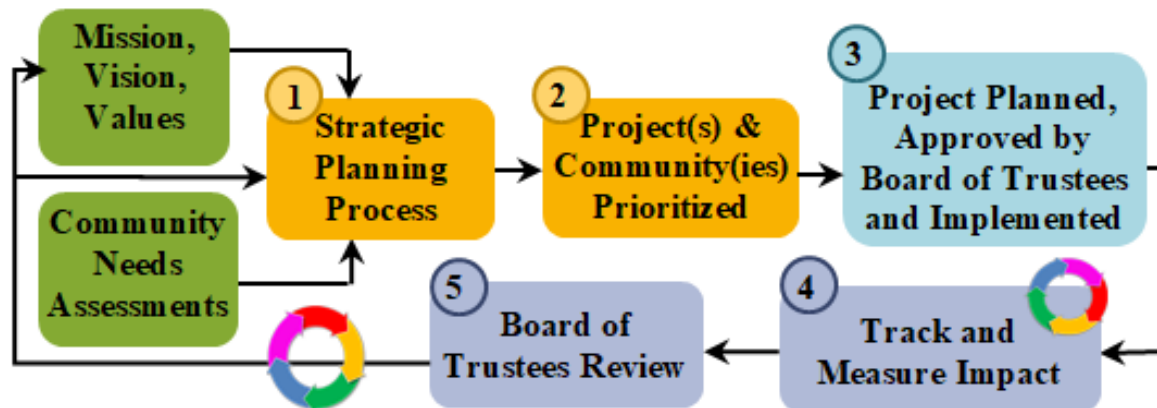 Mission,
Vision,
Values
Community
Needs
Assessments
1
Strategic
Planning
Process
2
Project(s) &
Community(ies)
Prioritized
3
Project Planned,
Approved by
Board of Trustees
and Implemented
4
Track and
Measure Impact
5
Board of
Trustees Review